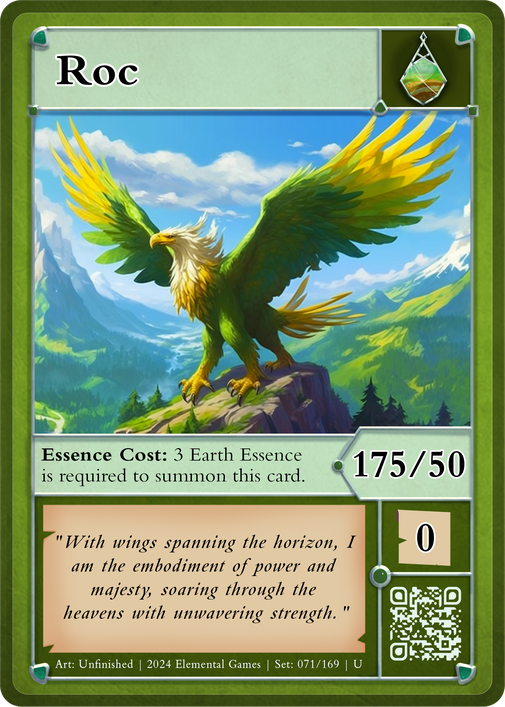 Roc
Essence Cost: 3 Earth Essence
is required to summon this card.
175/50
"With wings spanning the horizon, I
am the embodiment of power and
majesty, soaring through the
heavens with unwavering strength."
0
Art: Unfinished | 2024 Elemental Games | Set: 071/169 | U